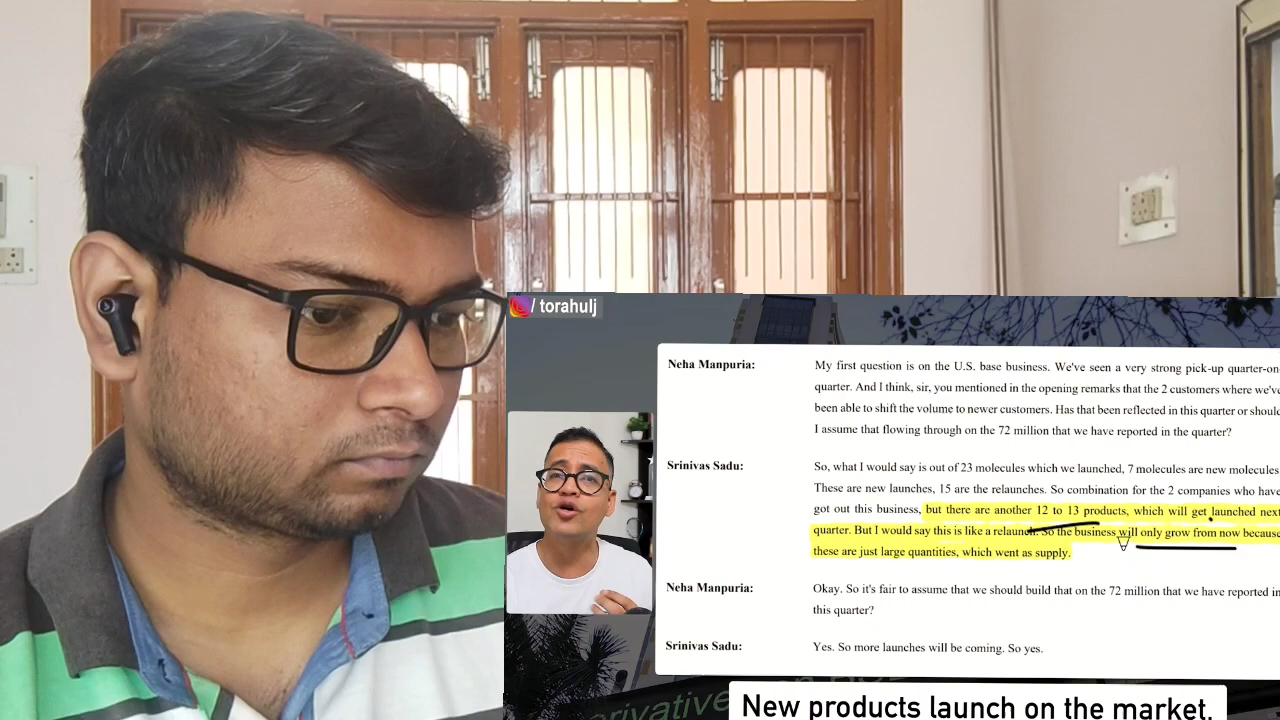 / torahulj
Neha Manpuria:
My first question is on the U.S. base business. We've seen a very strong pick-up quarter-on
quarter. And I think, sir, you mentioned in the opening remarks that the 2 customers where we've
been able to shift the volume to newer customers. Has that been reflected in this quarter or should
I assume that flowing through on the 72 million that we have reported in the quarter?
Srinivas Sadu:
So, what I would say is out of 23 molecules which we launched, 7 molecules are new molecules
These are new launches, 15 are the relaunches. So combination for the 2 companies who have
got out this business, but there are another 12 to 13 products, which will get launched next
quarter. But I would say this is like a relaunch. So the business will only grow from now because
these are just large quantities, which went as supply.
Neha Manpuria:
Okay. So it's fair to assume that we should build that on the 72 million that we have reported in
this quarter?
Srinivas Sadu:
Yes. So more launches will be coming. So yes.
New products launch on the market.